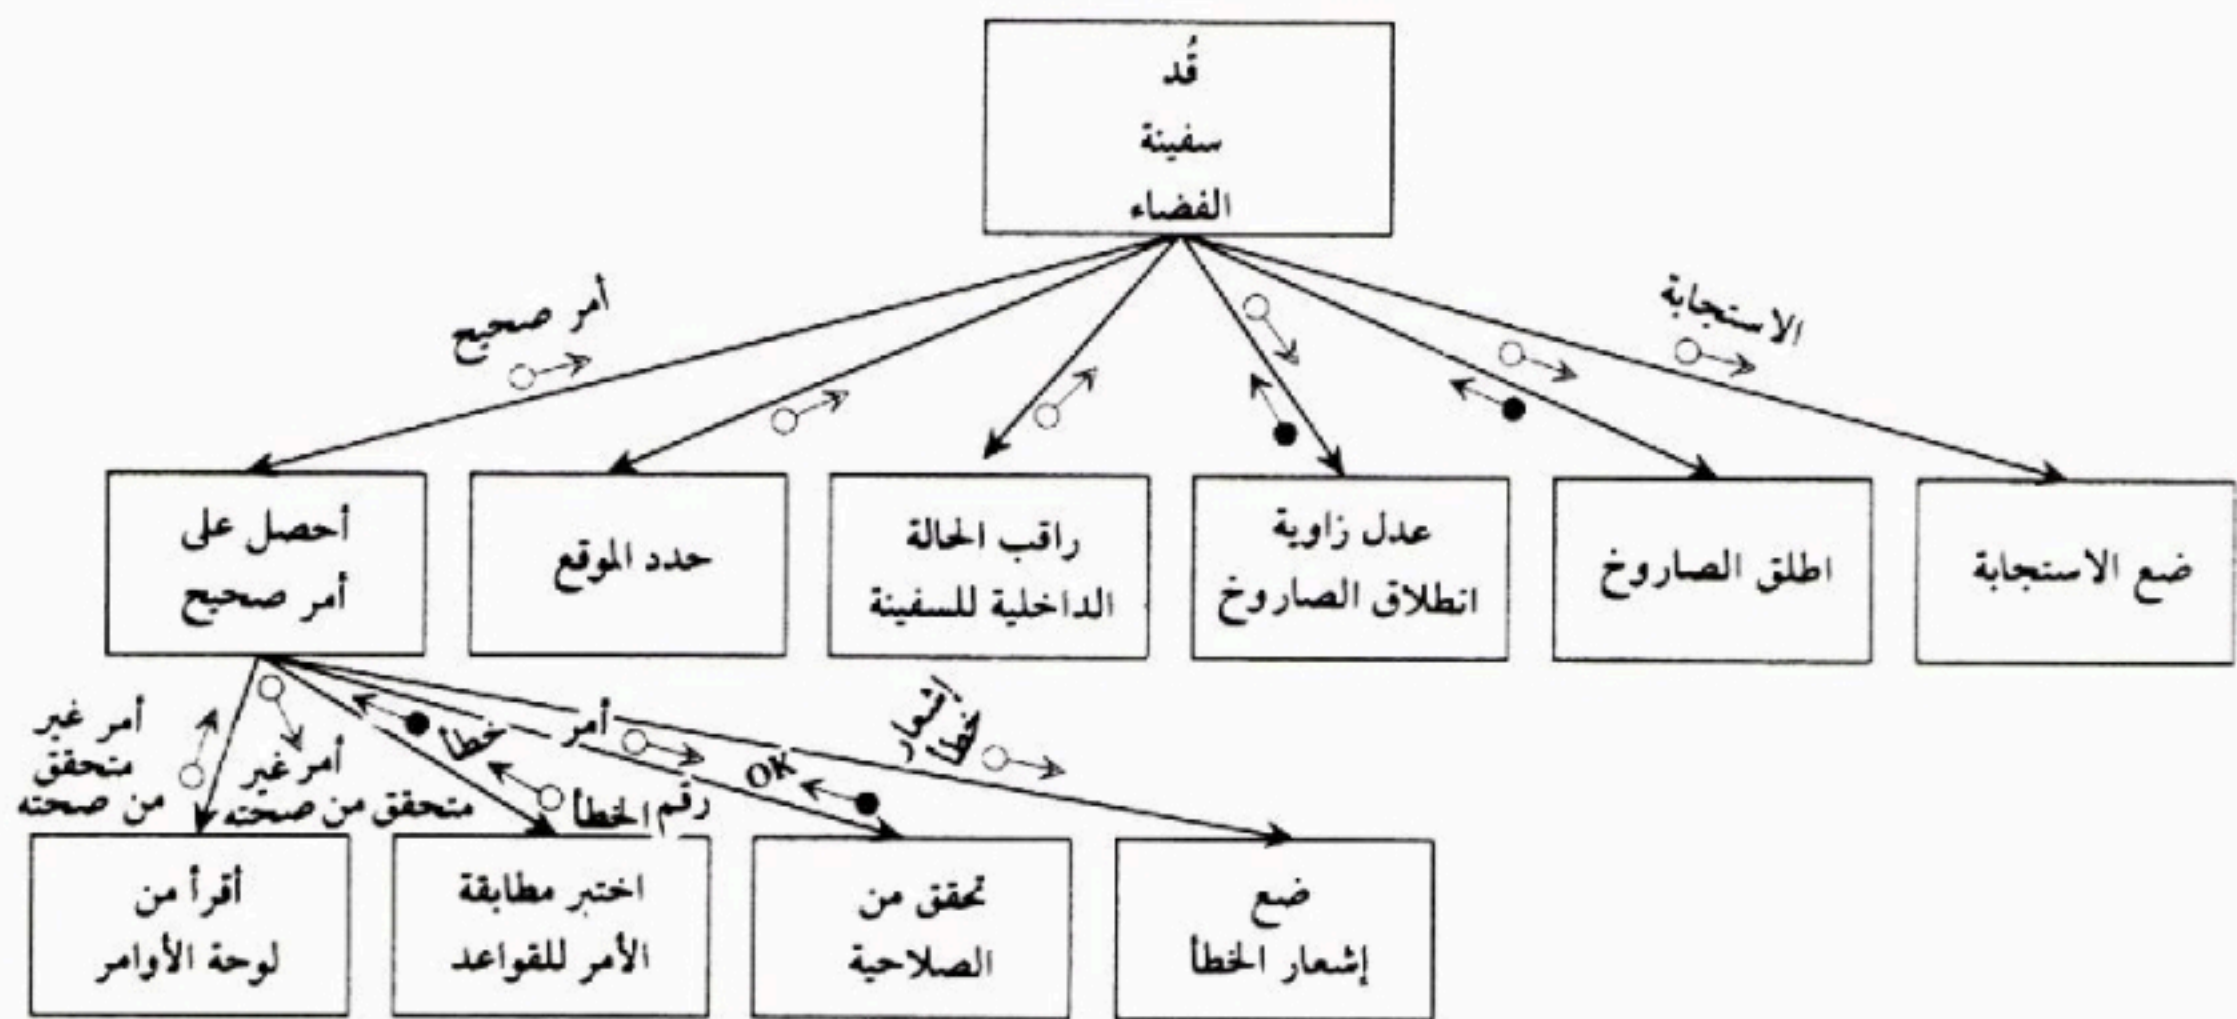 قُد
سفينة
الفضاء
أمر صحيح
الاستجابة
أحصل على
أمر صحيح
حدد الموقع
راقب الحالة
الداخلية للسفينة
عدل زاوية
انطلاق الصاروخ
اطلق الصاروخ
ضع الاستجابة
أمر غير
متحقق
من صحته
أمر غير
متحقق من صحته
خطأ
رقم الخطأ
أمر
OK
إشعار
خطأ
أقرأ من
لوحة الأوامر
اختبر مطابقة
الأمر للقواعد
تحقق من
الصلاحية
ضع
إشعار الخطأ